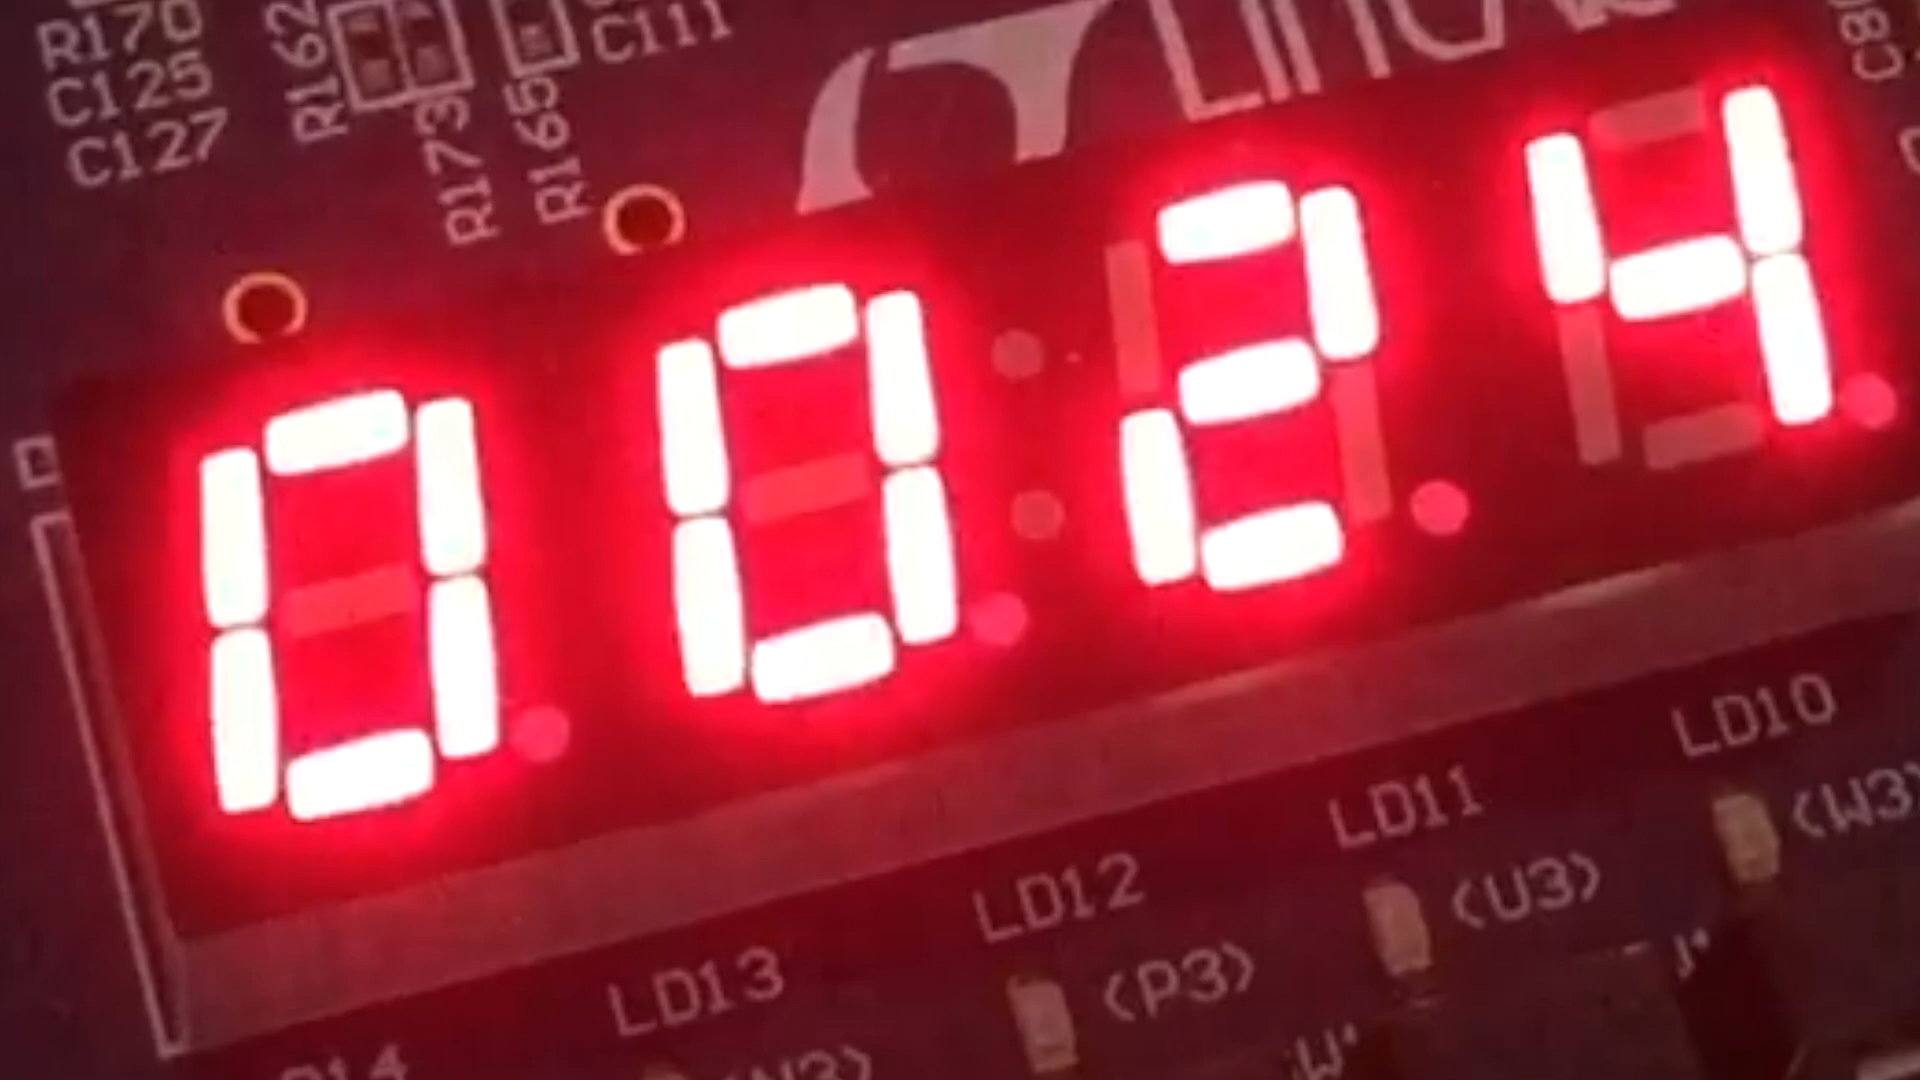 R170
C125
C127
R162
R173
R165
C111
0024
LD10
LD11
LD12
LD13
(W3)
(U3)
(P3)